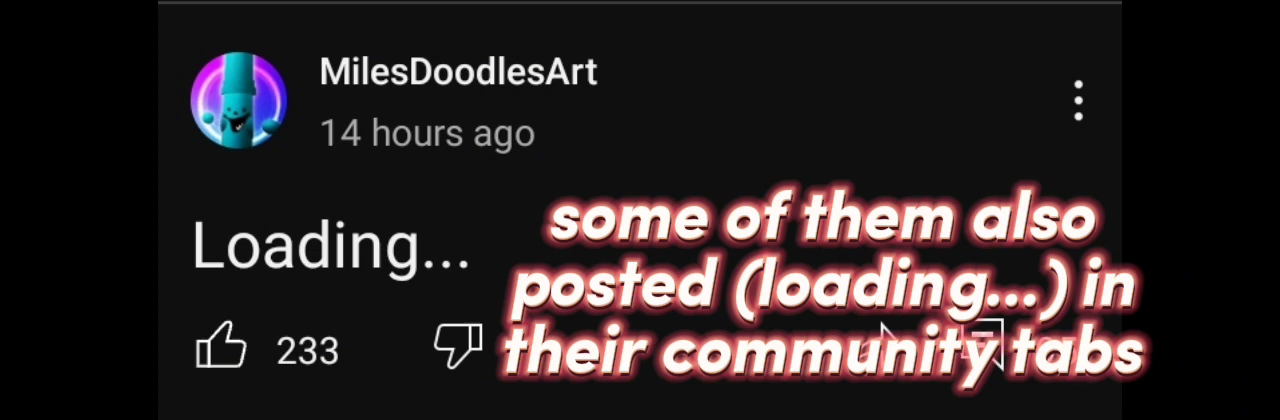 MilesDoodlesArt
14 hours ago
Loading...
233
some of them also
posted (loading...) in
their community tabs